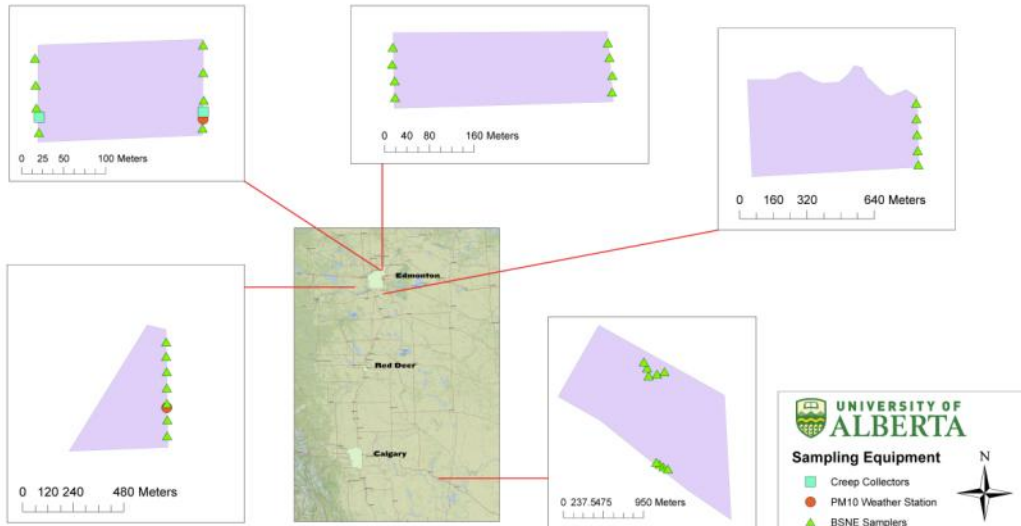 0 25 50 100 Meters
0 40 80 160 Meters
0 160 320 640 Meters
Edmonton
Red Deer
Calgary
0 120 240 480 Meters
0 237.5475 950 Meters
UNIVERSITY OF
ALBERTA
Sampling Equipment
N
Creep Collectors
PM10 Weather Station
BSNE Samplers